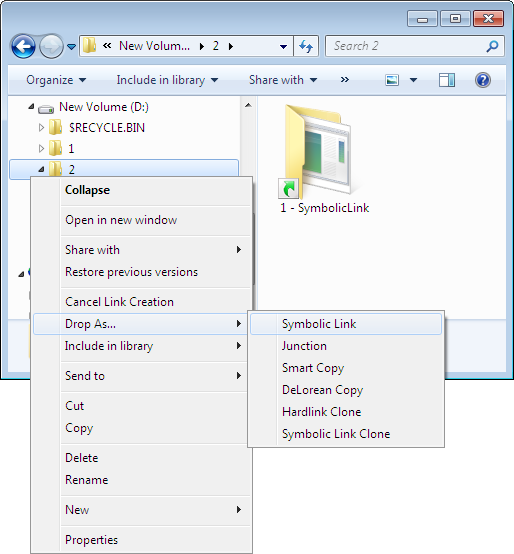 « New Volum... 2
Search 2
Organize Include in library Share with »
New Volume (D:)
$RECYCLE.BIN
1
2
1 - SymbolicLink
Collapse
Open in new window
Share with
Restore previous versions
Cancel Link Creation
Drop As...
Include in library
Send to
Cut
Copy
Delete
Rename
New
Properties
Symbolic Link
Junction
Smart Copy
DeLorean Copy
Hardlink Clone
Symbolic Link Clone